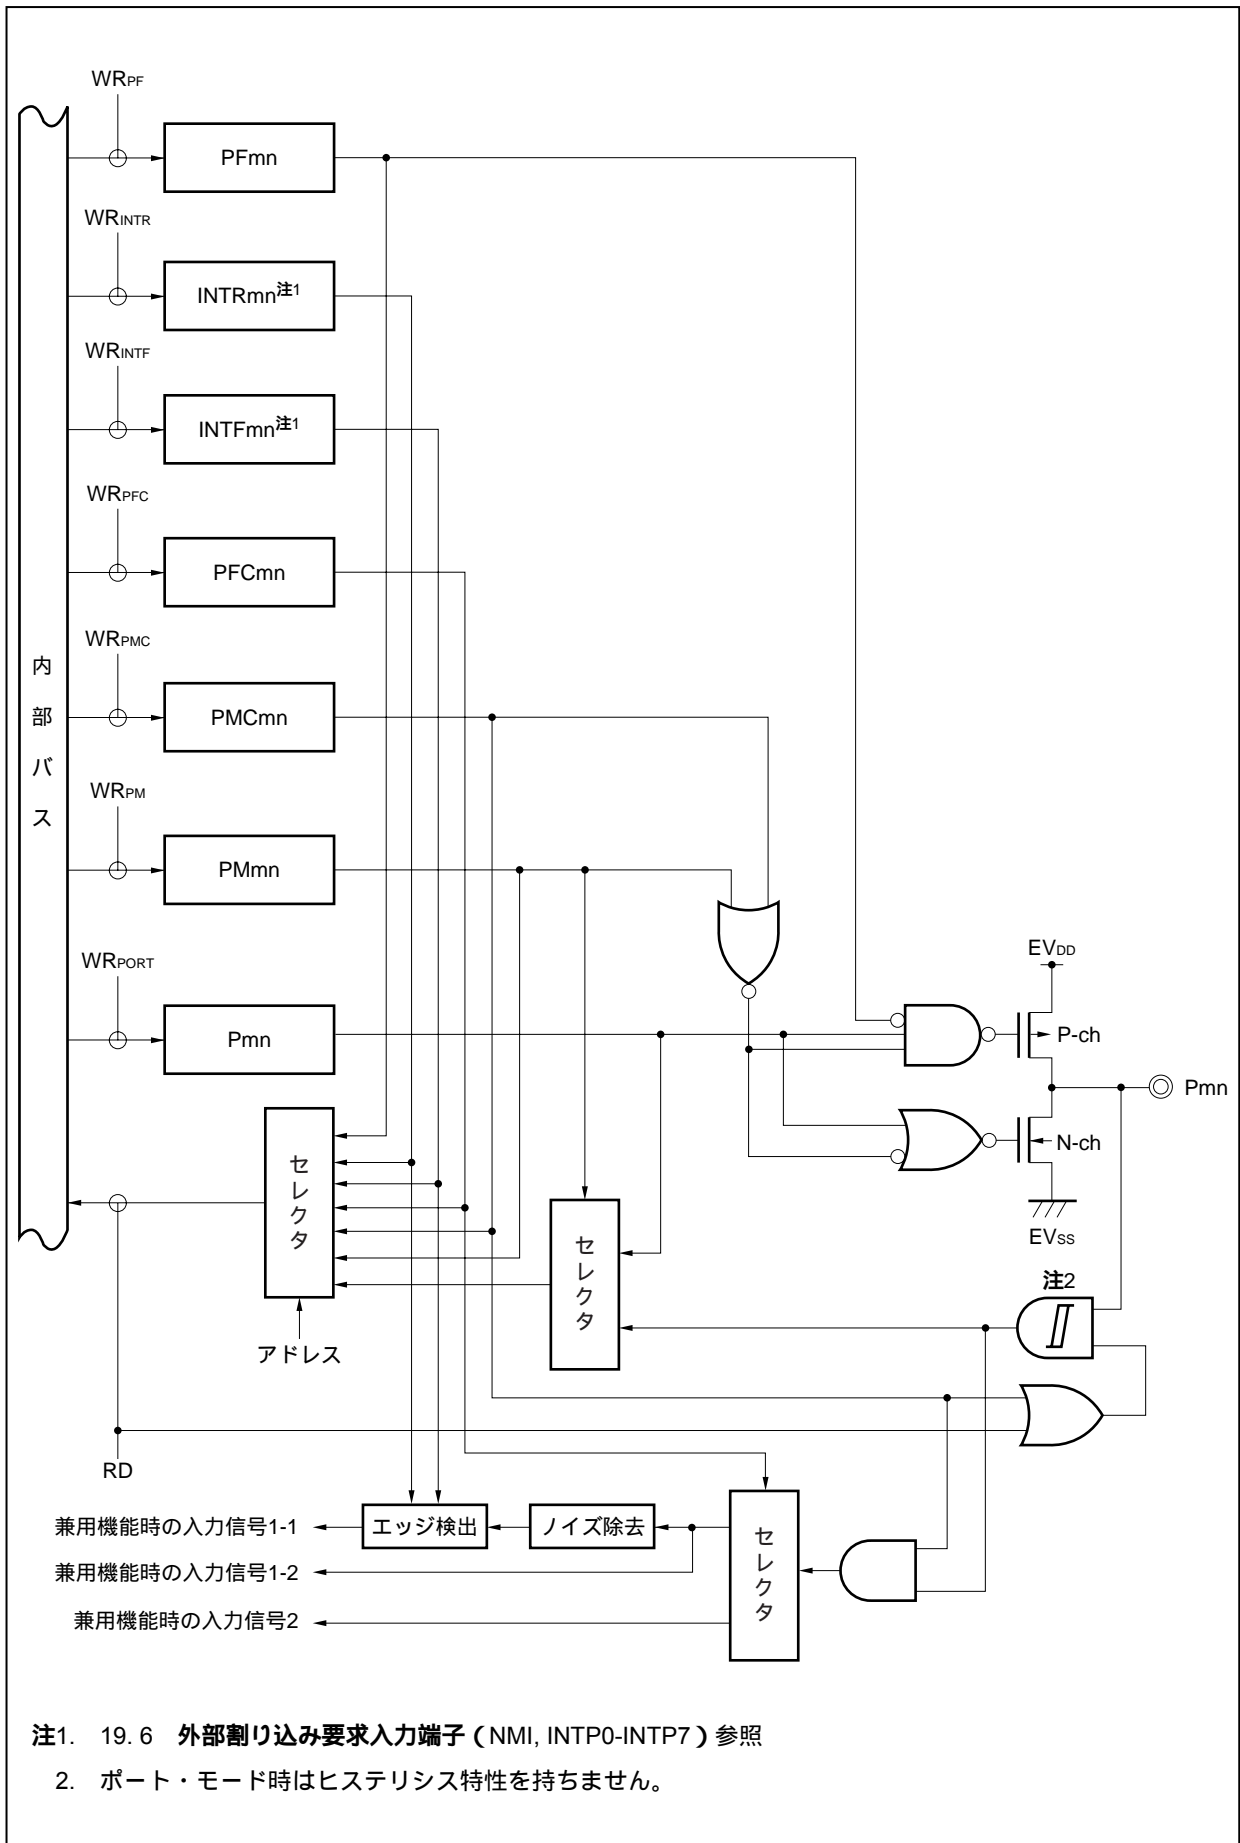 WRPF
PFmn
WRINTR
INTRmn注1
WRINTF
INTFmn注1
WRPFC
PFCmn
WRPMC
内部バス
PMCmn
WRPM
PMmn
WRPORT
Pmn
EVDD
P-ch
Pmn
N-ch
EVSS
セレクタ
セレクタ
注2
アドレス
RD
兼用機能時の入力信号1-1
エッジ検出
ノイズ除去
セレクタ
兼用機能時の入力信号1-2
兼用機能時の入力信号2
注1. 19. 6 外部割り込み要求入力端子（NMI, INTP0-INTP7）参照
2. ポート・モード時はヒステリシス特性を持ちません。